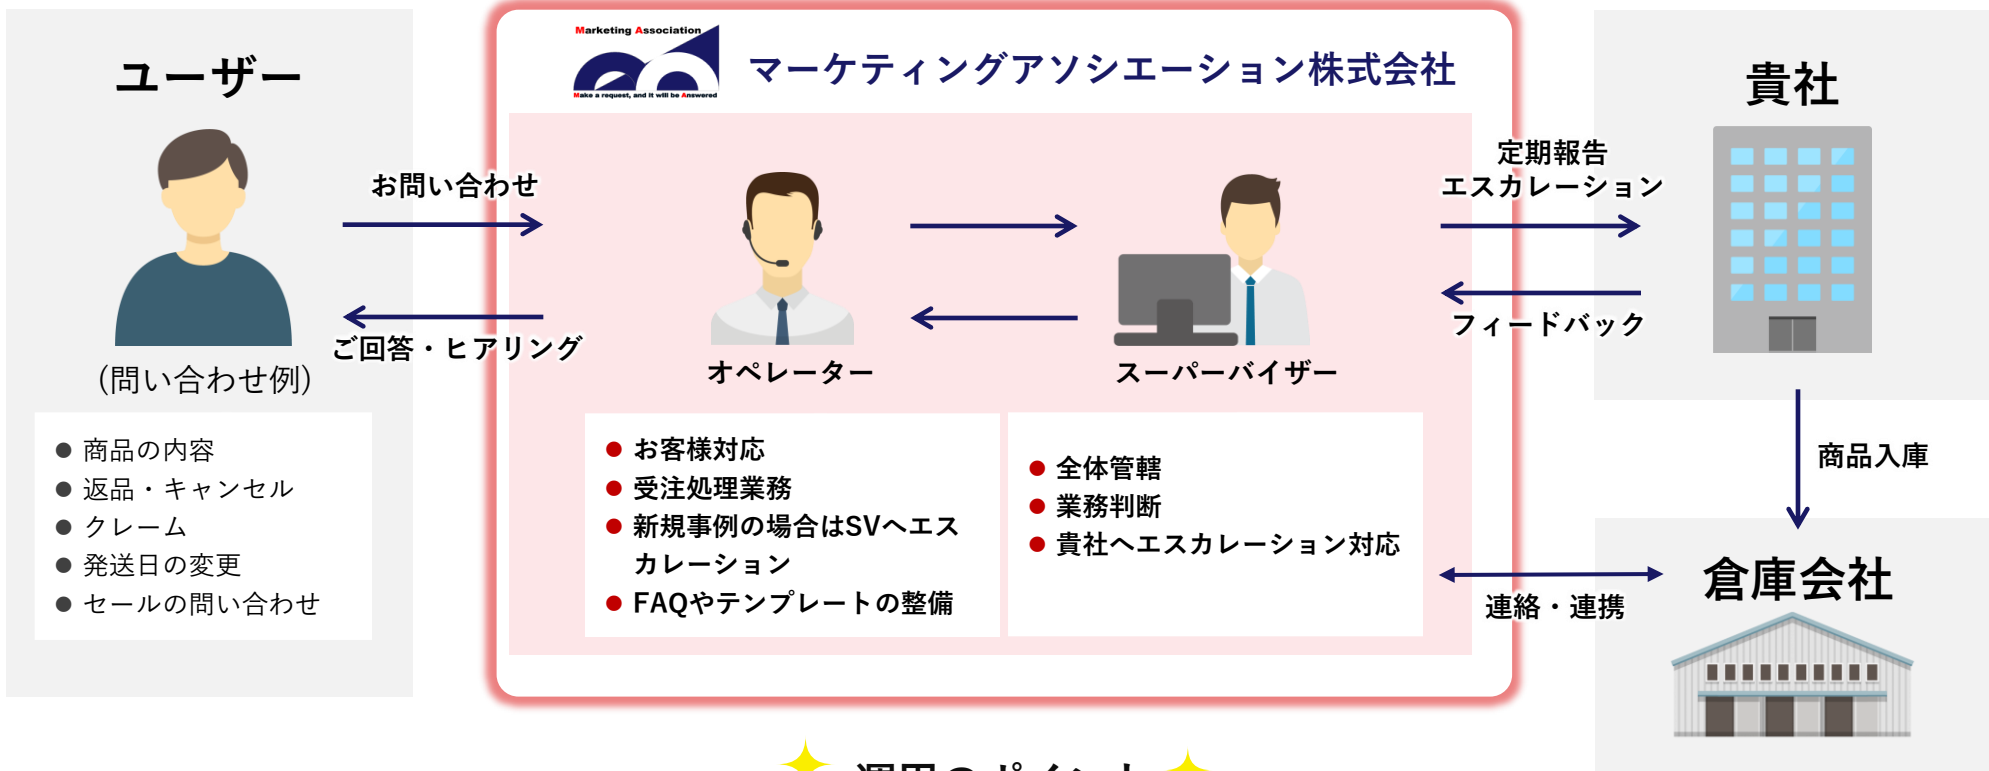 ユーザー
(問い合わせ例)
● 商品の内容
● 返品・キャンセル
● クレーム
● 発送日の変更
● セールの問い合わせ
お問い合わせ
ご回答・ヒアリング
Marketing Association
Make a request, and it will be Answered
マーケティングアソシエーション株式会社
オペレーター
● お客様対応
● 受注処理業務
● 新規事例の場合はSVへエス
カレーション
● FAQやテンプレートの整備
スーパーバイザー
● 全体管轄
● 業務判断
● 貴社へエスカレーション対応
定期報告
エスカレーション
フィードバック
貴社
商品入庫
連絡・連携
倉庫会社
運用のポイント